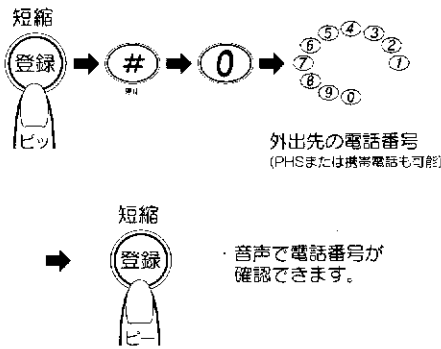 短縮
登録
ピッ
#
0
1 2 3 4 5 6 7 8 9 0
外出先の電話番号
(PHSまたは携帯電話も可能)
短縮
登録
ピー
・音声で電話番号が
確認できます。